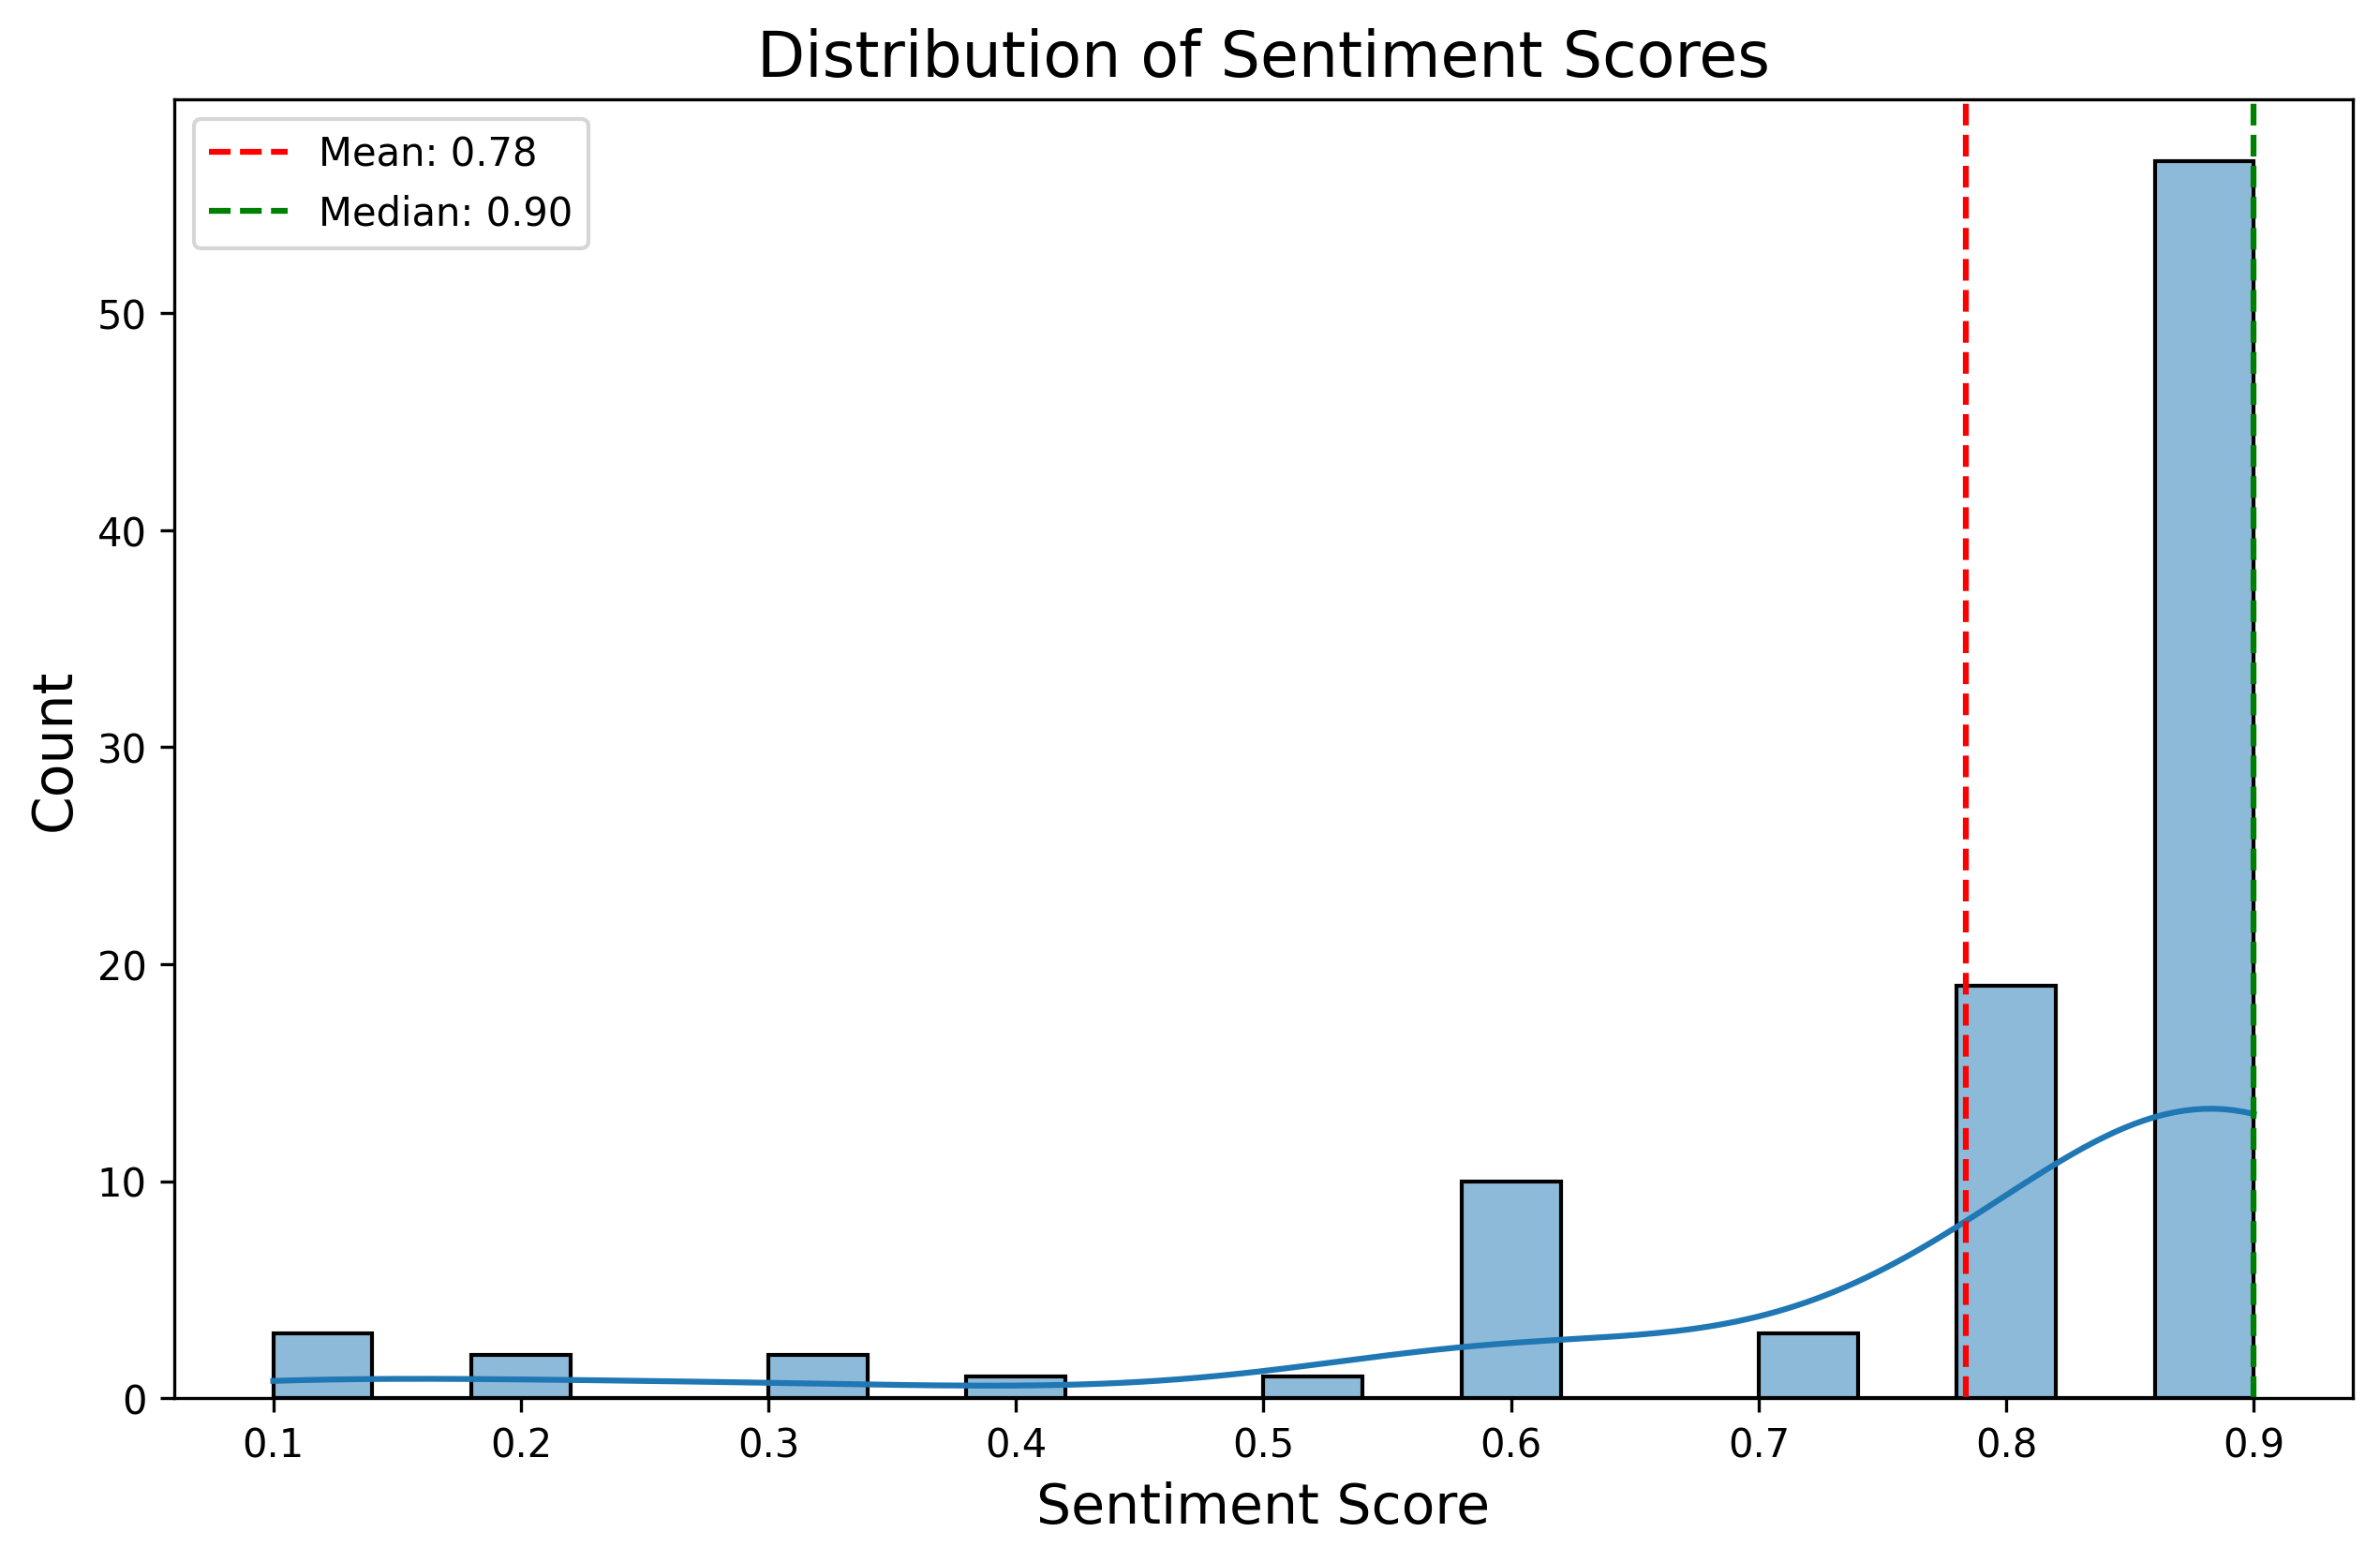 Distribution of Sentiment Scores
Mean: 0.78
Median: 0.90
Count
50
40
30
20
10
0
0.1 0.2 0.3 0.4 0.5 0.6 0.7 0.8 0.9
Sentiment Score